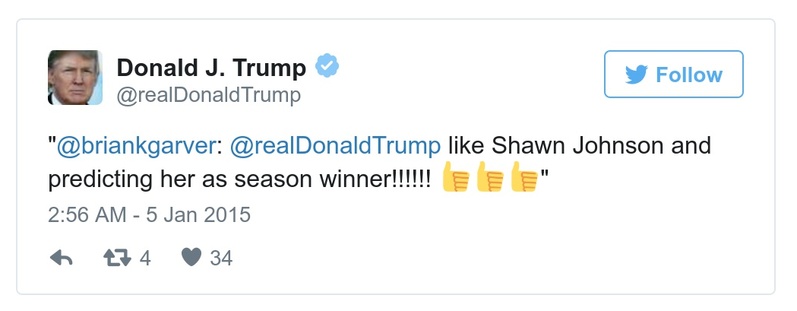 Donald J. Trump
Follow
@realDonaldTrump
"@briankgarver: @realDonaldTrump like Shawn Johnson and
predicting her as season winner!!!!!! 👍👍👍"
2:56 AM - 5 Jan 2015
4 34